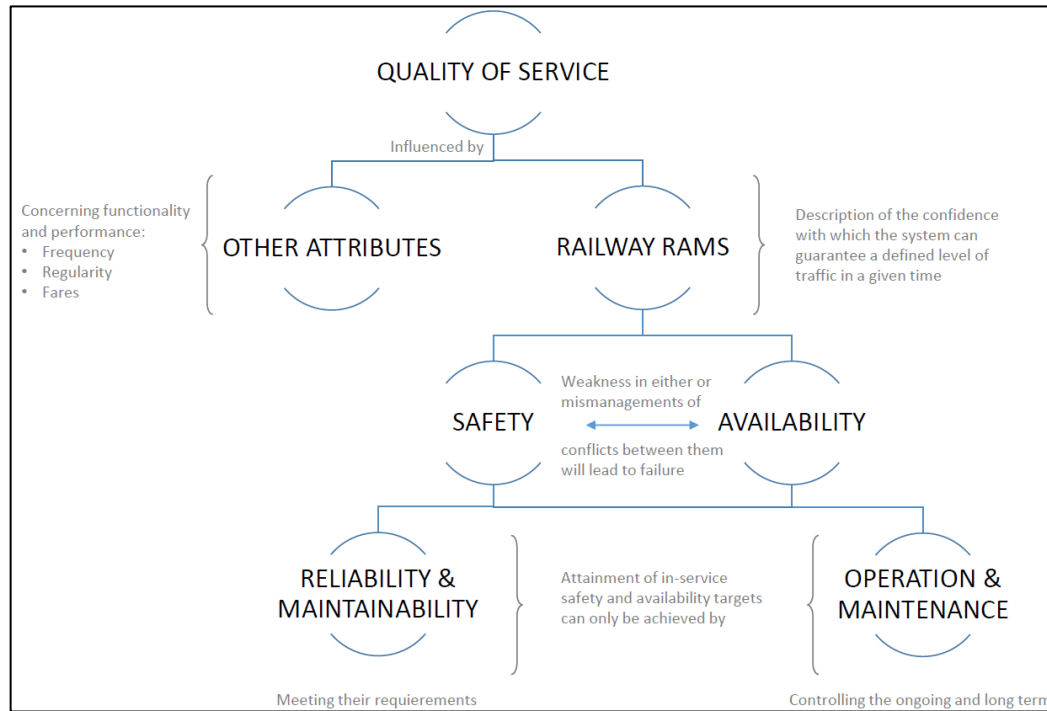 QUALITY OF SERVICE
Influenced by
Concerning functionality
and performance:
• Frequency
• Regularity
• Fares
OTHER ATTRIBUTES
RAILWAY RAMS
Description of the confidence
with which the system can
guarantee a defined level of
traffic in a given time
SAFETY
Weakness in either or
mismanagements of
conflicts between them
will lead to failure
AVAILABILITY
RELIABILITY &
MAINTAINABILITY
Attainment of in-service
safety and availability targets
can only be achieved by
OPERATION &
MAINTENANCE
Meeting their requierements
Controlling the ongoing and long term